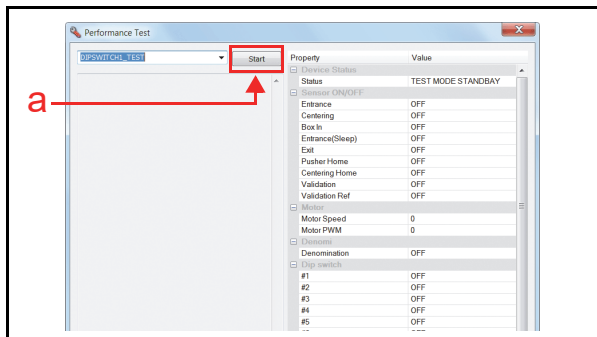 Performance Test
DIPSWITCH1_TEST Start
a
Property Value
Device Status
Status TEST MODE STANDBAY
Sensor ON/OFF
Entrance OFF
Centering OFF
Box In OFF
Entrance(Sleep) OFF
Exit OFF
Pusher Home OFF
Centering Home OFF
Validation OFF
Validation Ref OFF
Motor
Motor Speed 0
Motor PWM 0
Denomi
Denomination OFF
Dip switch
#1 OFF
#2 OFF
#3 OFF
#4 OFF
#5 OFF